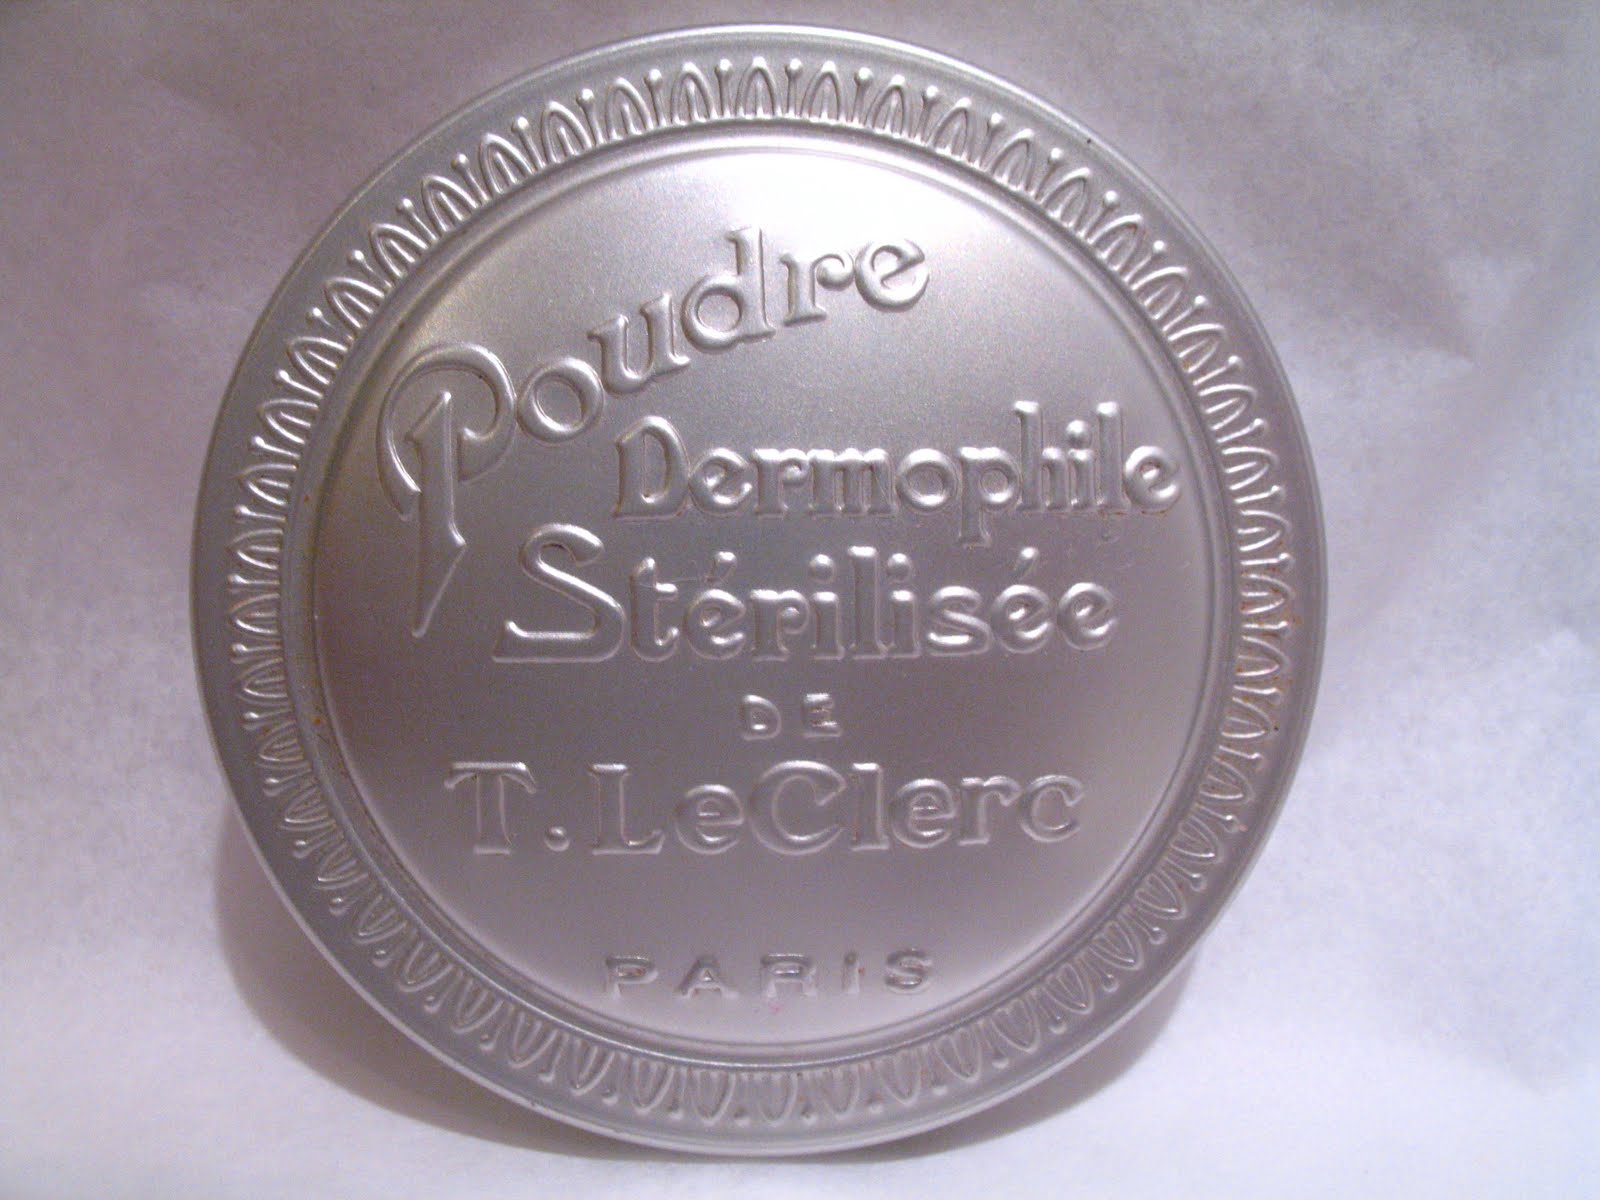 Poudre
Dermophile
Stérilisée
DE
T. LeClerc
PARIS